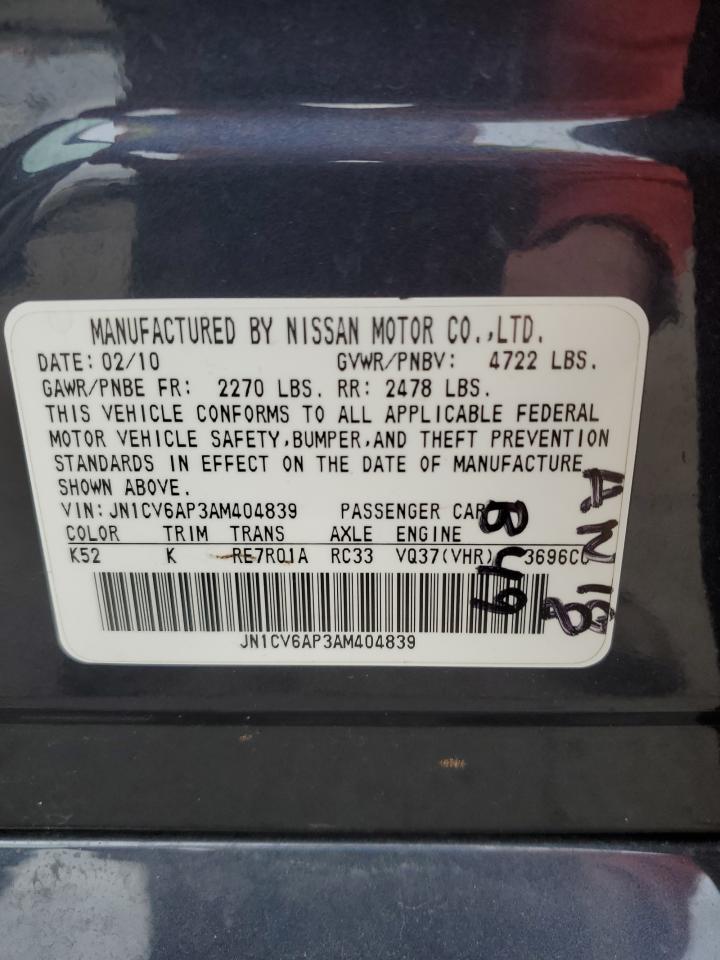 MANUFACTURED BY NISSAN MOTOR CO.,LTD.
DATE: 02/10 GVWR/PNBV: 4722 LBS.
GAWR/PNBE FR: 2270 LBS. RR: 2478 LBS.
THIS VEHICLE CONFORMS TO ALL APPLICABLE FEDERAL
MOTOR VEHICLE SAFETY,BUMPER,AND THEFT PREVENTION
STANDARDS IN EFFECT ON THE DATE OF MANUFACTURE
SHOWN ABOVE.
VIN: JN1CV6AP3AM404839 PASSENGER CAR
COLOR TRIM TRANS AXLE ENGINE
K52 K RE7R01A RC33 VQ37(VHR) 3696CC
JN1CV6AP3AM404839
B49
A.N 18